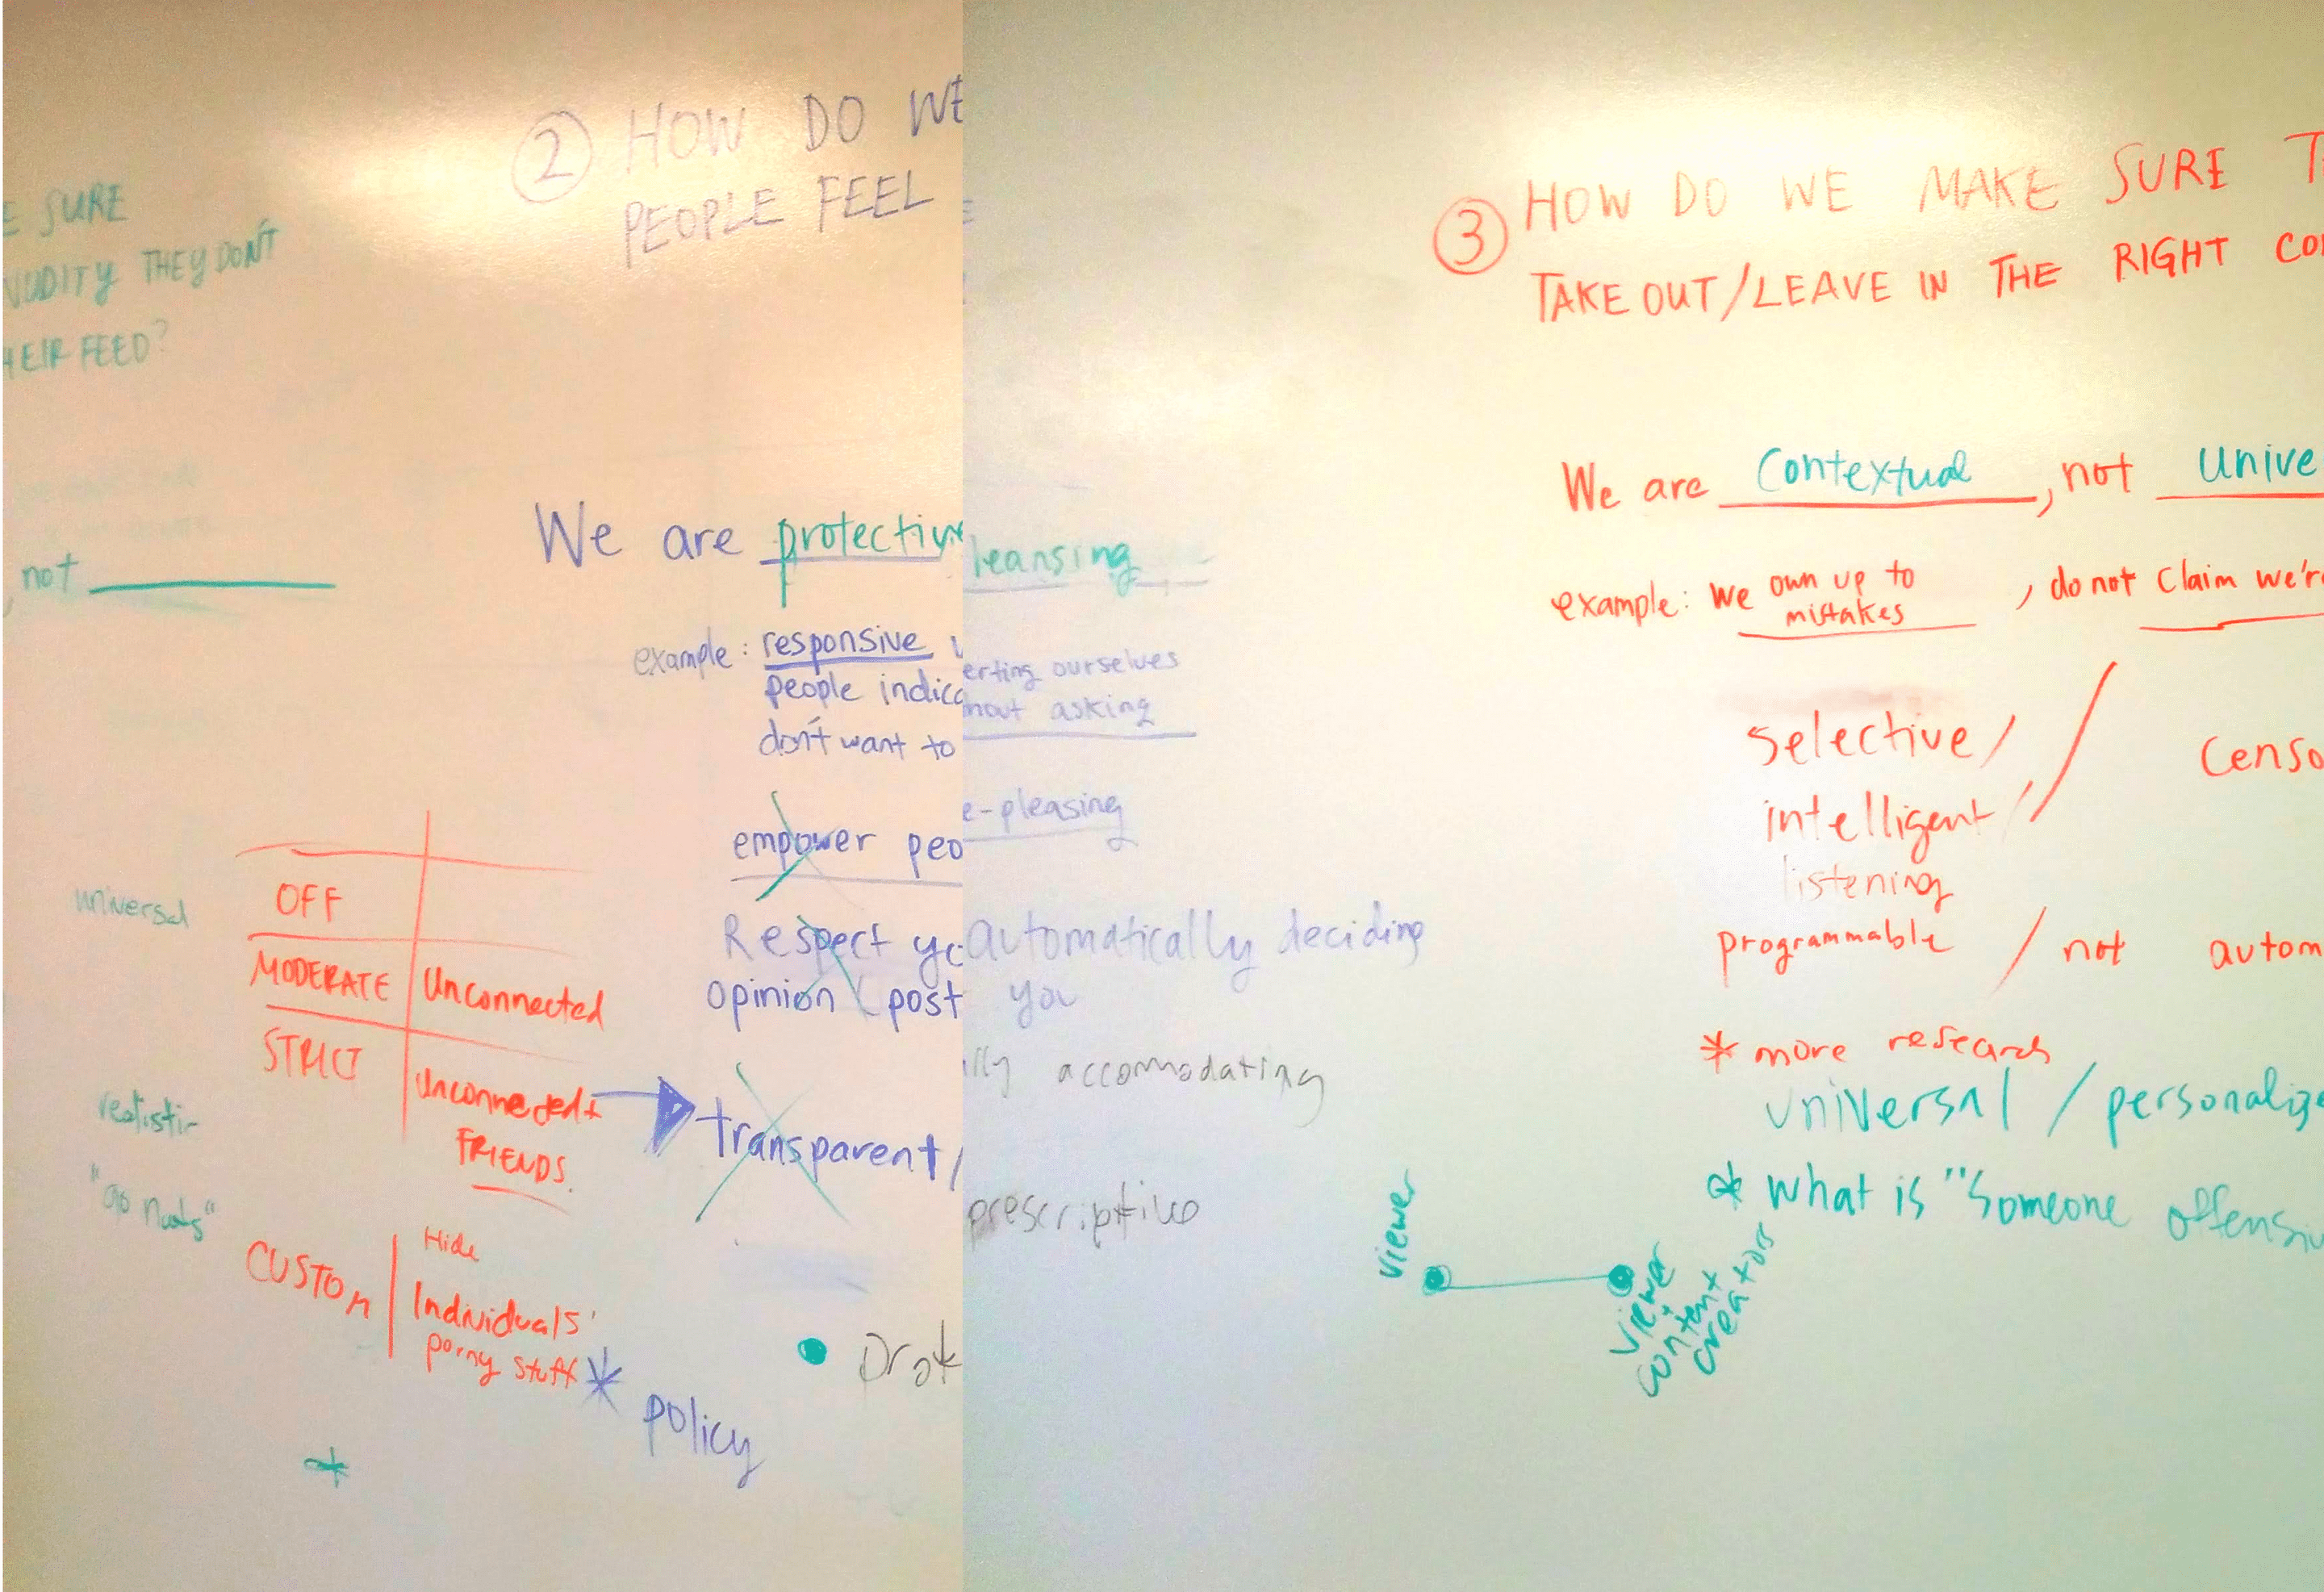 E SURE
NUDITY THEY DON'T
HEIR FEED?
not
② HOW DO WE
PEOPLE FEEL
We are protective
example: responsive
people indica
don't want to
empower peo
Respect yo
opinion (post
transparent/
universal
OFF
MODERATE Unconnected
STRICT Unconnected +
FRIENDS
realistic
"go nuts"
CUSTOM Hide
Individuals'
porny stuff *
policy
leansing
erting ourselves
hout asking
e-pleasing
automatically deciding
you
lly accomodating
prescriptive
③ HOW DO WE MAKE SURE T
TAKE OUT/LEAVE IN THE RIGHT CO
We are Contextual, not Unive
example: we own up to mistakes, do not claim we're
selective/
intelligent/
Censo
listening
programmable / not autom
* more research
universal / personalize
* What is "Someone offensiv
viewer
viewer
content
creators